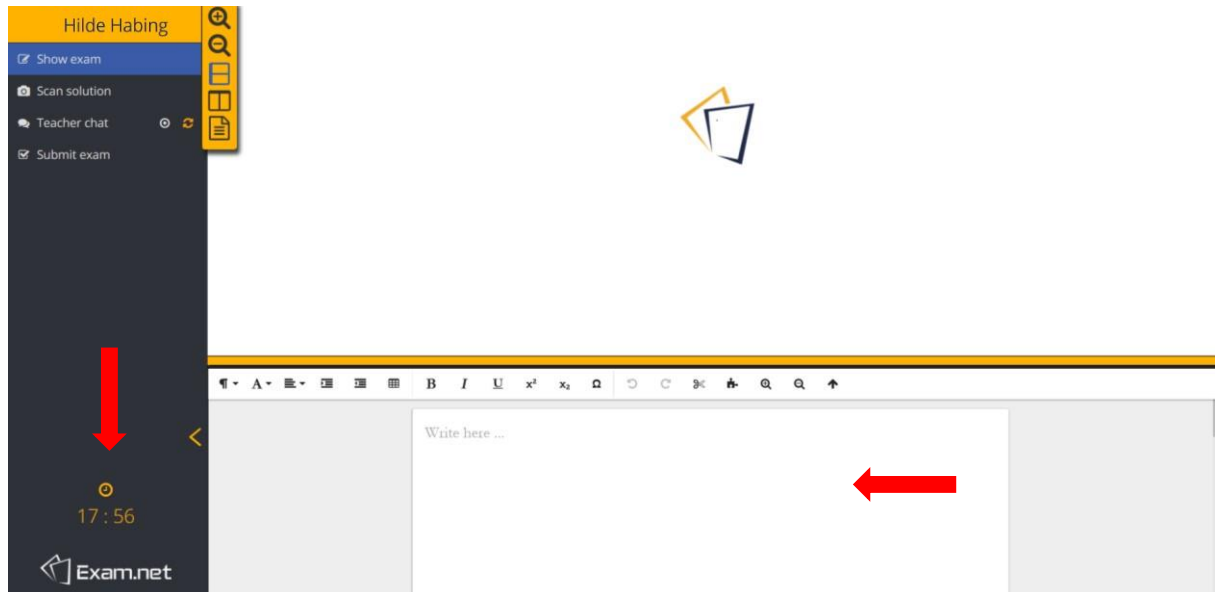 Hilde Habing
Show exam
Scan solution
Teacher chat
Submit exam
B I U x² x₂ Ω
Write here ...
17 : 56
Exam.net